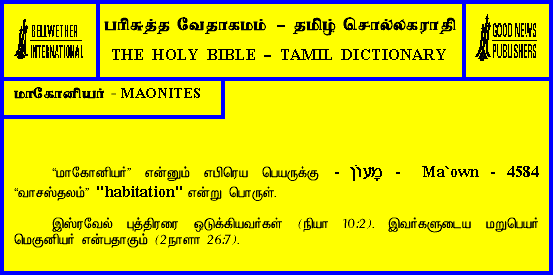 BELLWETHER
INTERNATIONAL
பரிசுத்த வேதாகமம் – தமிழ் சொல்லகராதி
THE HOLY BIBLE – TAMIL DICTIONARY
GOOD NEWS
PUBLISHERS
மாகோனியர் - MAONITES
“மாகோனியர்” என்னும் எபிரெய பெயருக்கு - מָעוֹן - Ma`own - 4584
“வாசஸ்தலம்” "habitation" என்று பொருள்.
இஸ்ரவேல் புத்திரரை ஒடுக்கியவர்கள் (நியா 10:2). இவர்களுடைய மறுபெயர்
மெகுனியர் என்பதாகும் (2நாளா 26:7).